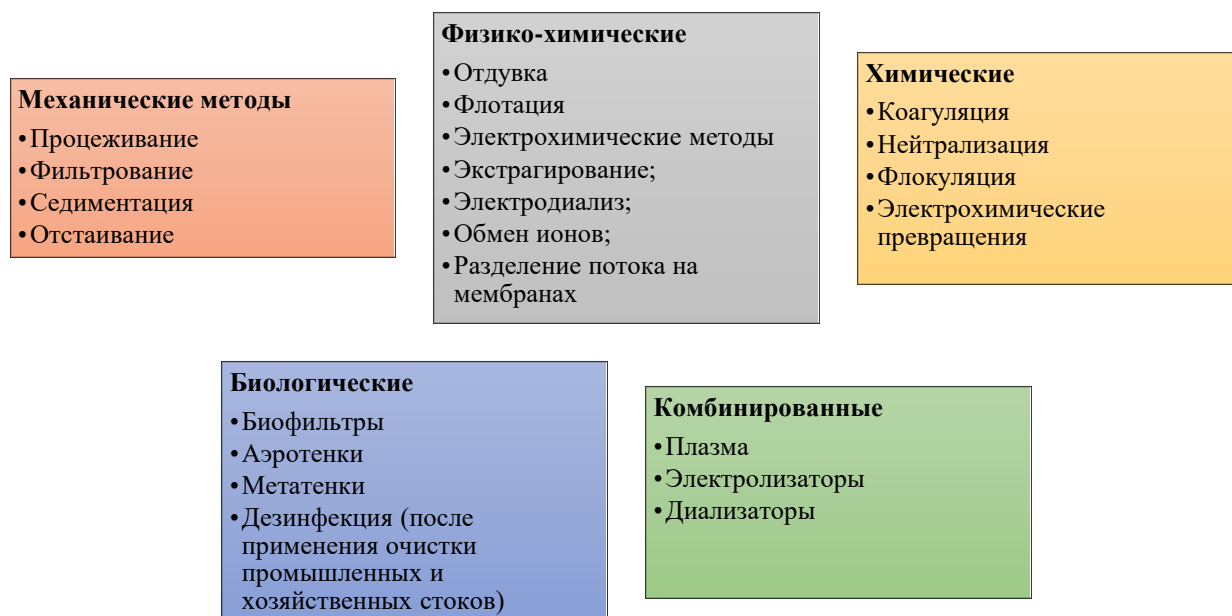 Механические методы
•Процеживание
•Фильтрование
•Седиментация
•Отстаивание
Физико-химические
•Отдувка
•Флотация
•Электрохимические методы
•Экстрагирование;
•Электродиализ;
•Обмен ионов;
•Разделение потока на
мембранах
Химические
•Коагуляция
•Нейтрализация
•Флокуляция
•Электрохимические
превращения
Биологические
•Биофильтры
•Аэротенки
•Метатенки
•Дезинфекция (после
применения очистки
промышленных и
хозяйственных стоков)
Комбинированные
•Плазма
•Электролизаторы
•Диализаторы